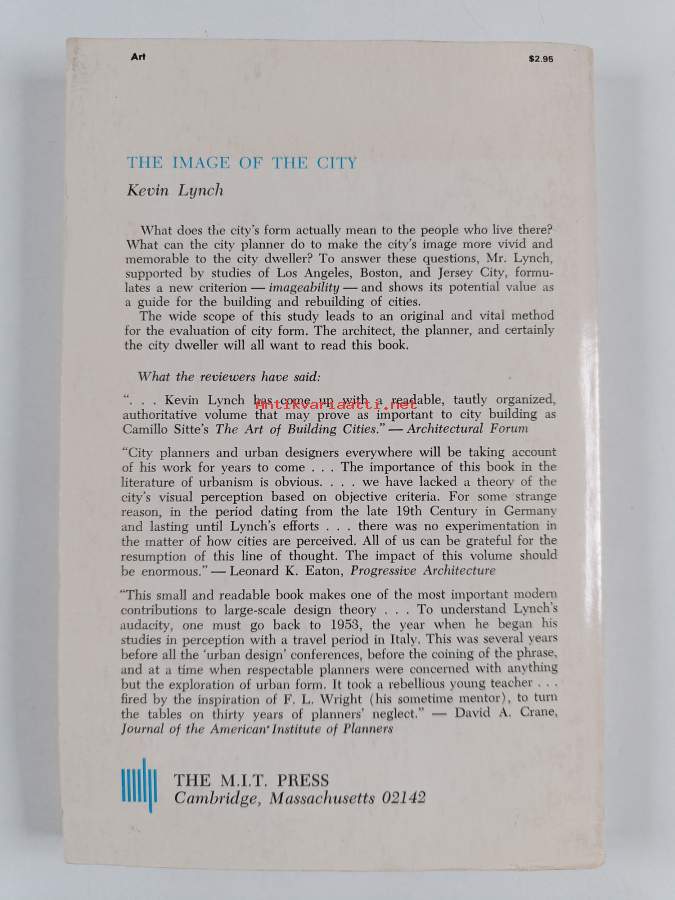 Art
$2.95
THE IMAGE OF THE CITY
Kevin Lynch
What does the city's form actually mean to the people who live there?
What can the city planner do to make the city's image more vivid and
memorable to the city dweller? To answer these questions, Mr. Lynch,
supported by studies of Los Angeles, Boston, and Jersey City, formu-
lates a new criterion — imageability — and shows its potential value as
a guide for the building and rebuilding of cities.
The wide scope of this study leads to an original and vital method
for the evaluation of city form. The architect, the planner, and certainly
the city dweller will all want to read this book.
What the reviewers have said:
". . . Kevin Lynch has come up with a readable, tautly organized,
Antikvariaatti.net
authoritative volume that may prove as important to city building as
Camillo Sitte's The Art of Building Cities." — Architectural Forum
"City planners and urban designers everywhere will be taking account
of his work for years to come . . . The importance of this book in the
literature of urbanism is obvious. . . . we have lacked a theory of the
city's visual perception based on objective criteria. For some strange
reason, in the period dating from the late 19th Century in Germany
and lasting until Lynch's efforts . . . there was no experimentation in
the matter of how cities are perceived. All of us can be grateful for the
resumption of this line of thought. The impact of this volume should
be enormous." — Leonard K. Eaton, Progressive Architecture
"This small and readable book makes one of the most important modern
contributions to large-scale design theory . . . To understand Lynch's
audacity, one must go back to 1953, the year when he began his
studies in perception with a travel period in Italy. This was several years
before all the 'urban design' conferences, before the coining of the phrase,
and at a time when respectable planners were concerned with anything
but the exploration of urban form. It took a rebellious young teacher . . .
fired by the inspiration of F. L. Wright (his sometime mentor), to turn
the tables on thirty years of planners' neglect." — David A. Crane,
Journal of the American Institute of Planners
THE M.I.T. PRESS
Cambridge, Massachusetts 02142